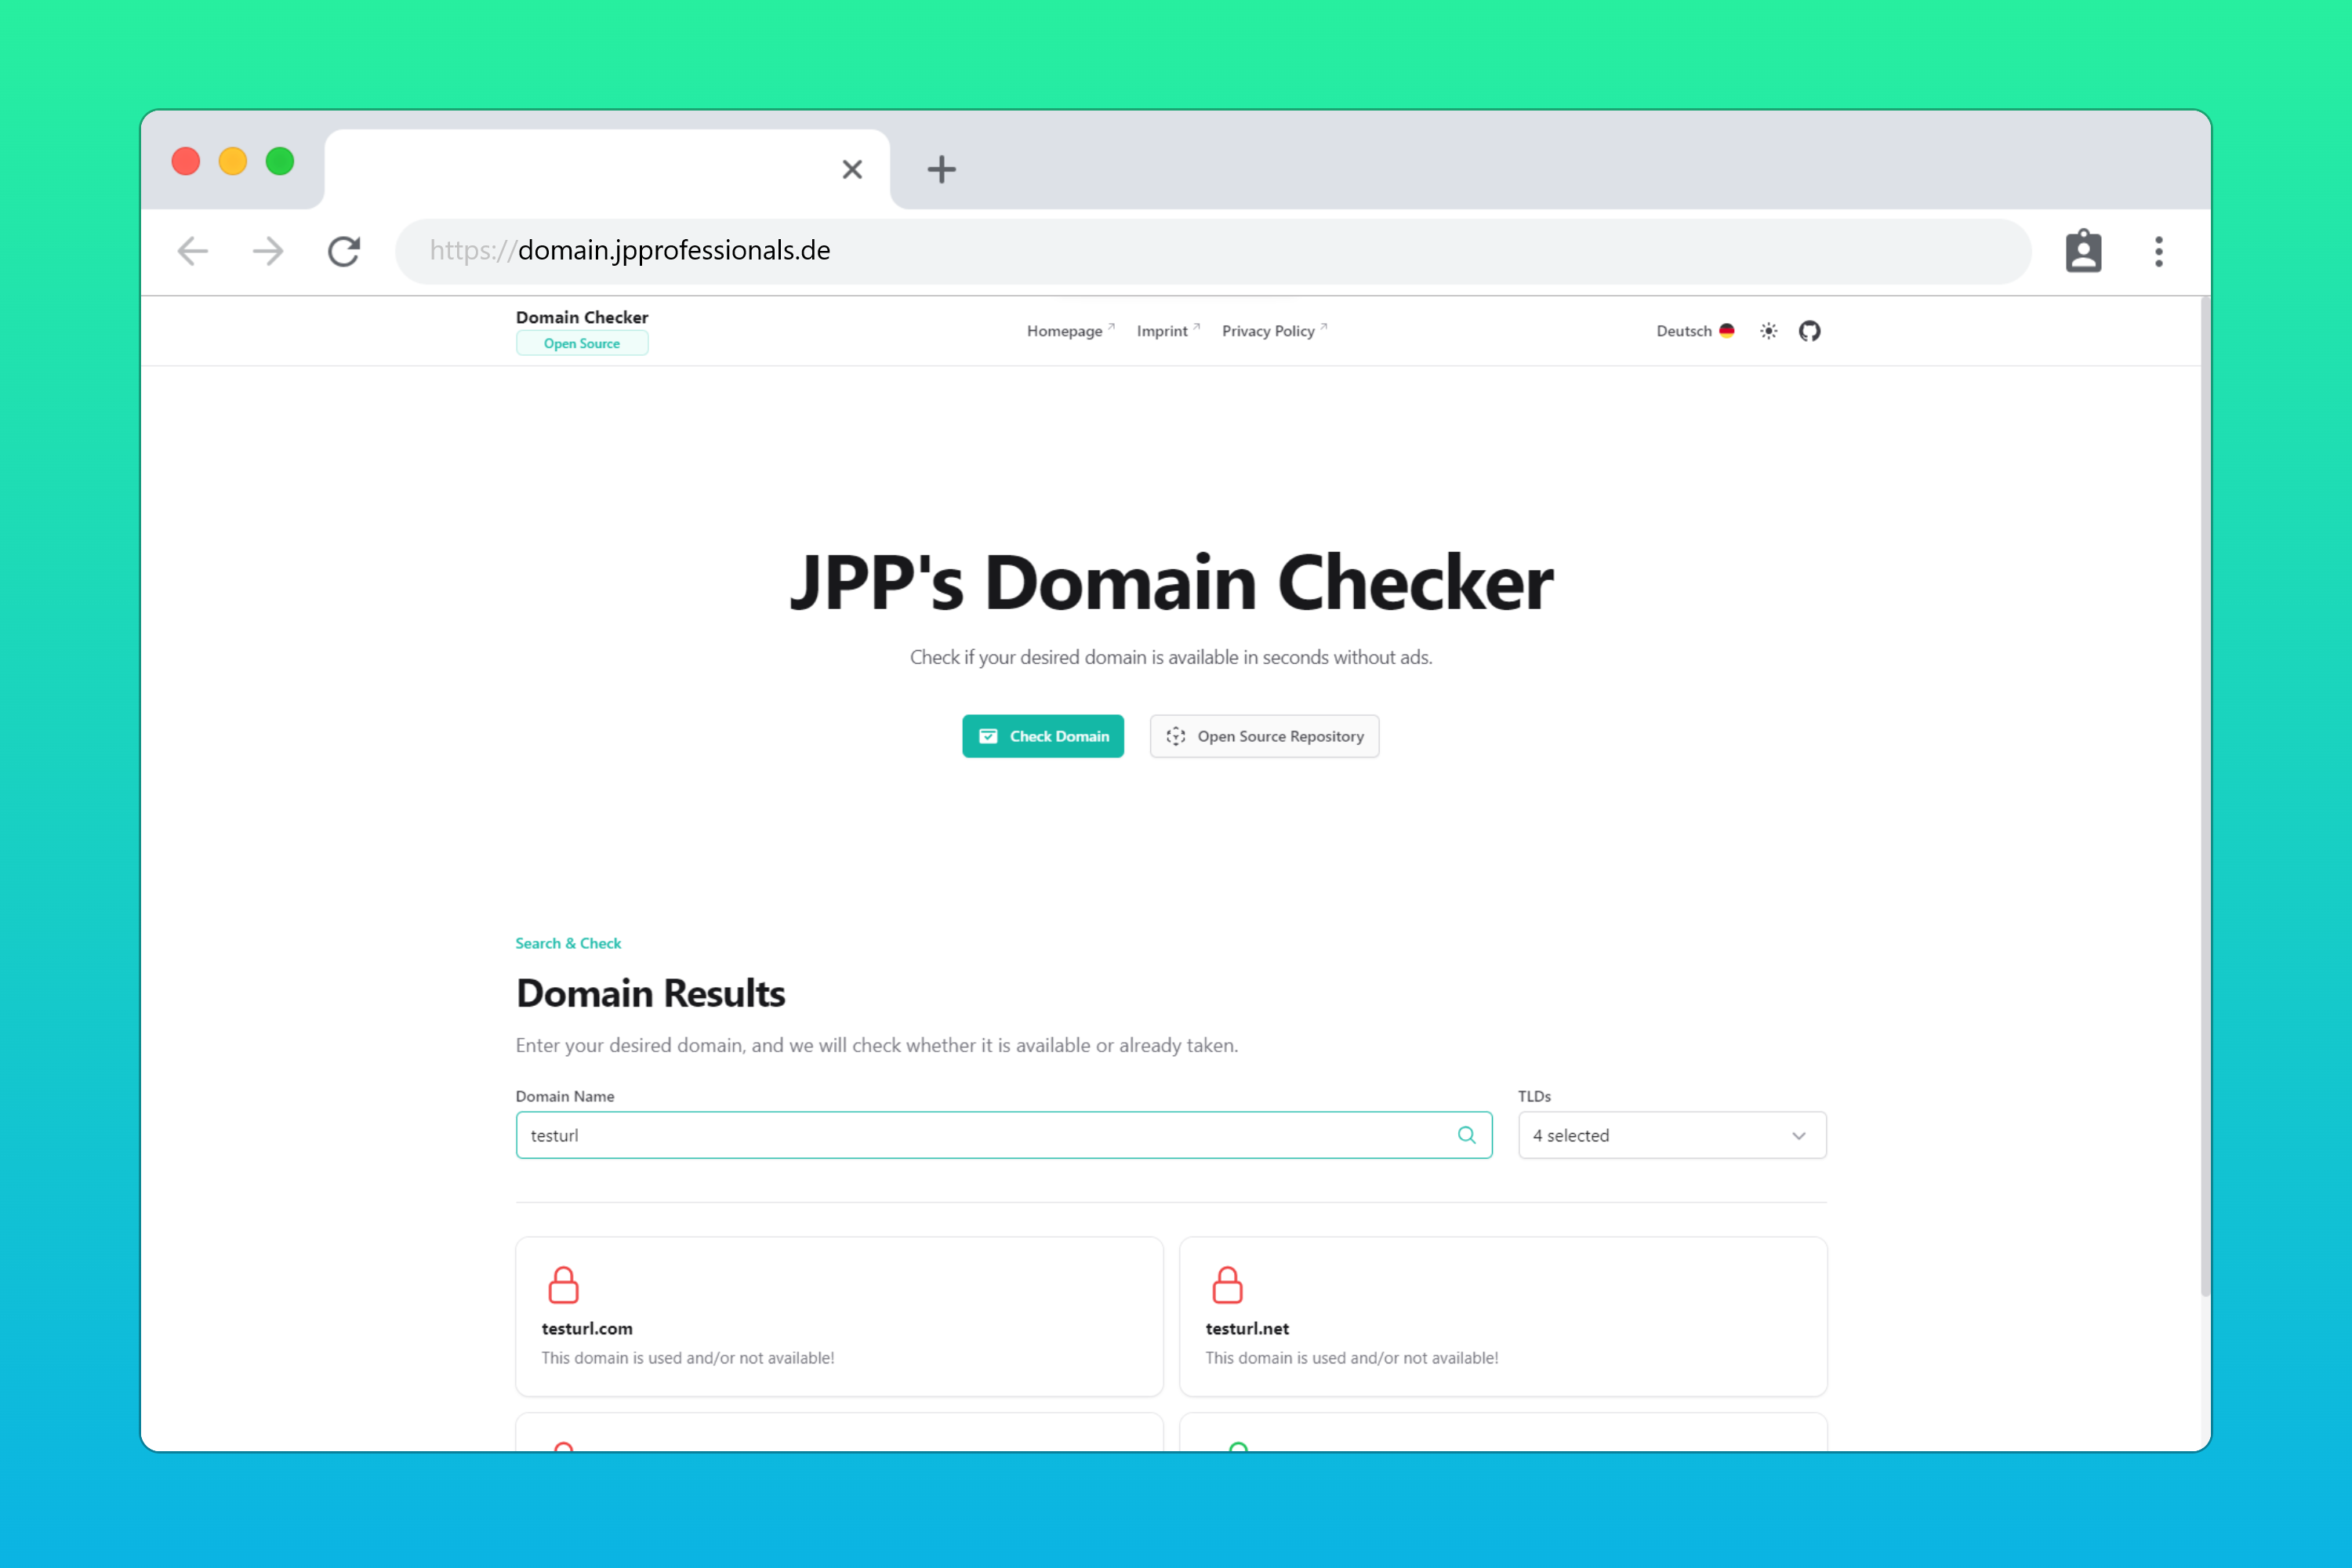 https://domain.jpprofessionals.de
Domain Checker
Open Source
Homepage
Imprint
Privacy Policy
Deutsch
JPP's Domain Checker
Check if your desired domain is available in seconds without ads.
Check Domain
Open Source Repository
Search & Check
Domain Results
Enter your desired domain, and we will check whether it is available or already taken.
Domain Name
TLDs
testurl
4 selected
testurl.com
This domain is used and/or not available!
testurl.net
This domain is used and/or not available!